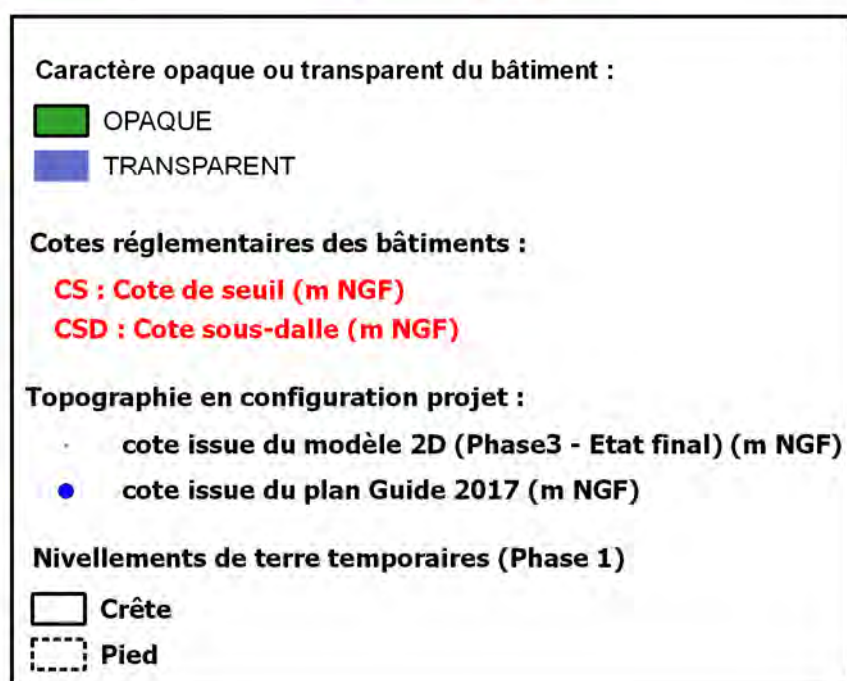 Caractère opaque ou transparent du bâtiment :
OPAQUE
TRANSPARENT
Cotes réglementaires des bâtiments :
CS : Cote de seuil (m NGF)
CSD : Cote sous-dalle (m NGF)
Topographie en configuration projet :
cote issue du modèle 2D (Phase3 - Etat final) (m NGF)
cote issue du plan Guide 2017 (m NGF)
Nivellements de terre temporaires (Phase 1)
Crête
Pied